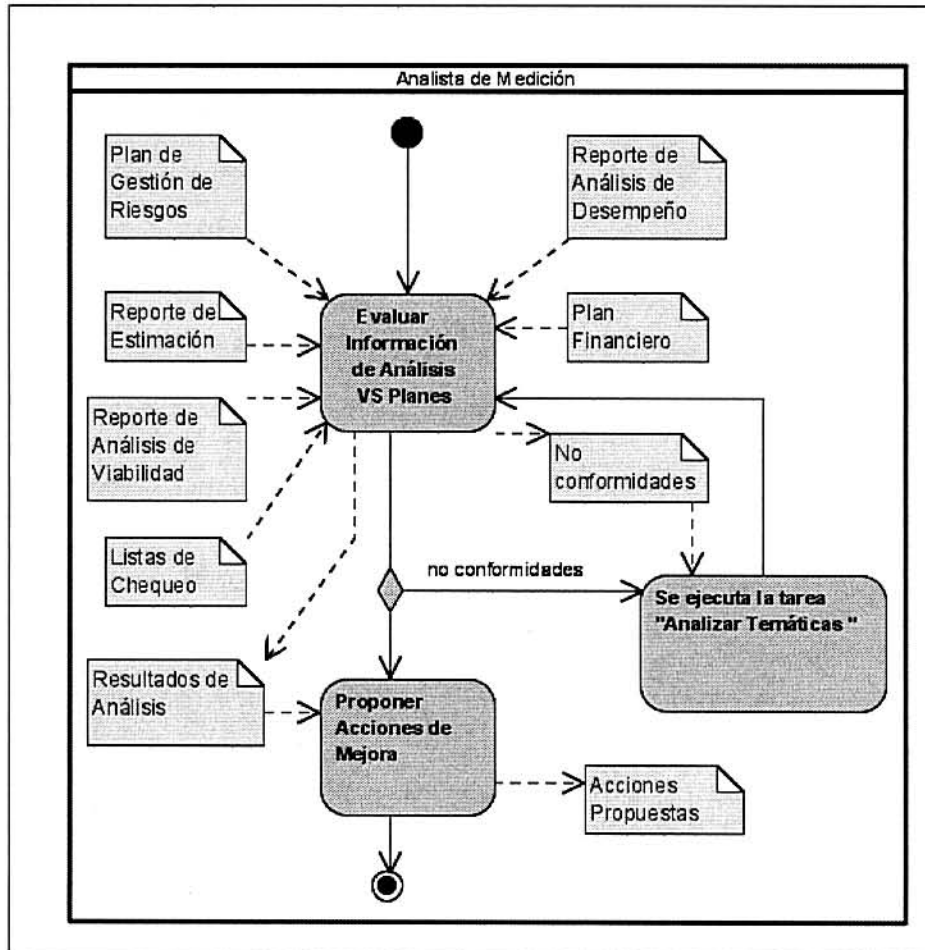 Analista de Medición
Plan de
Gestión de
Riesgos
Reporte de
Análisis de
Desempeño
Reporte de
Estimación
Evaluar
Información
de Análisis
VS Planes
Plan
Financiero
Reporte de
Análisis de
Viabilidad
No
conformidades
Listas de
Chequeo
no conformidades
Se ejecuta la tarea
"Analizar Temáticas "
Resultados de
Análisis
Proponer
Acciones de
Mejora
Acciones
Propuestas